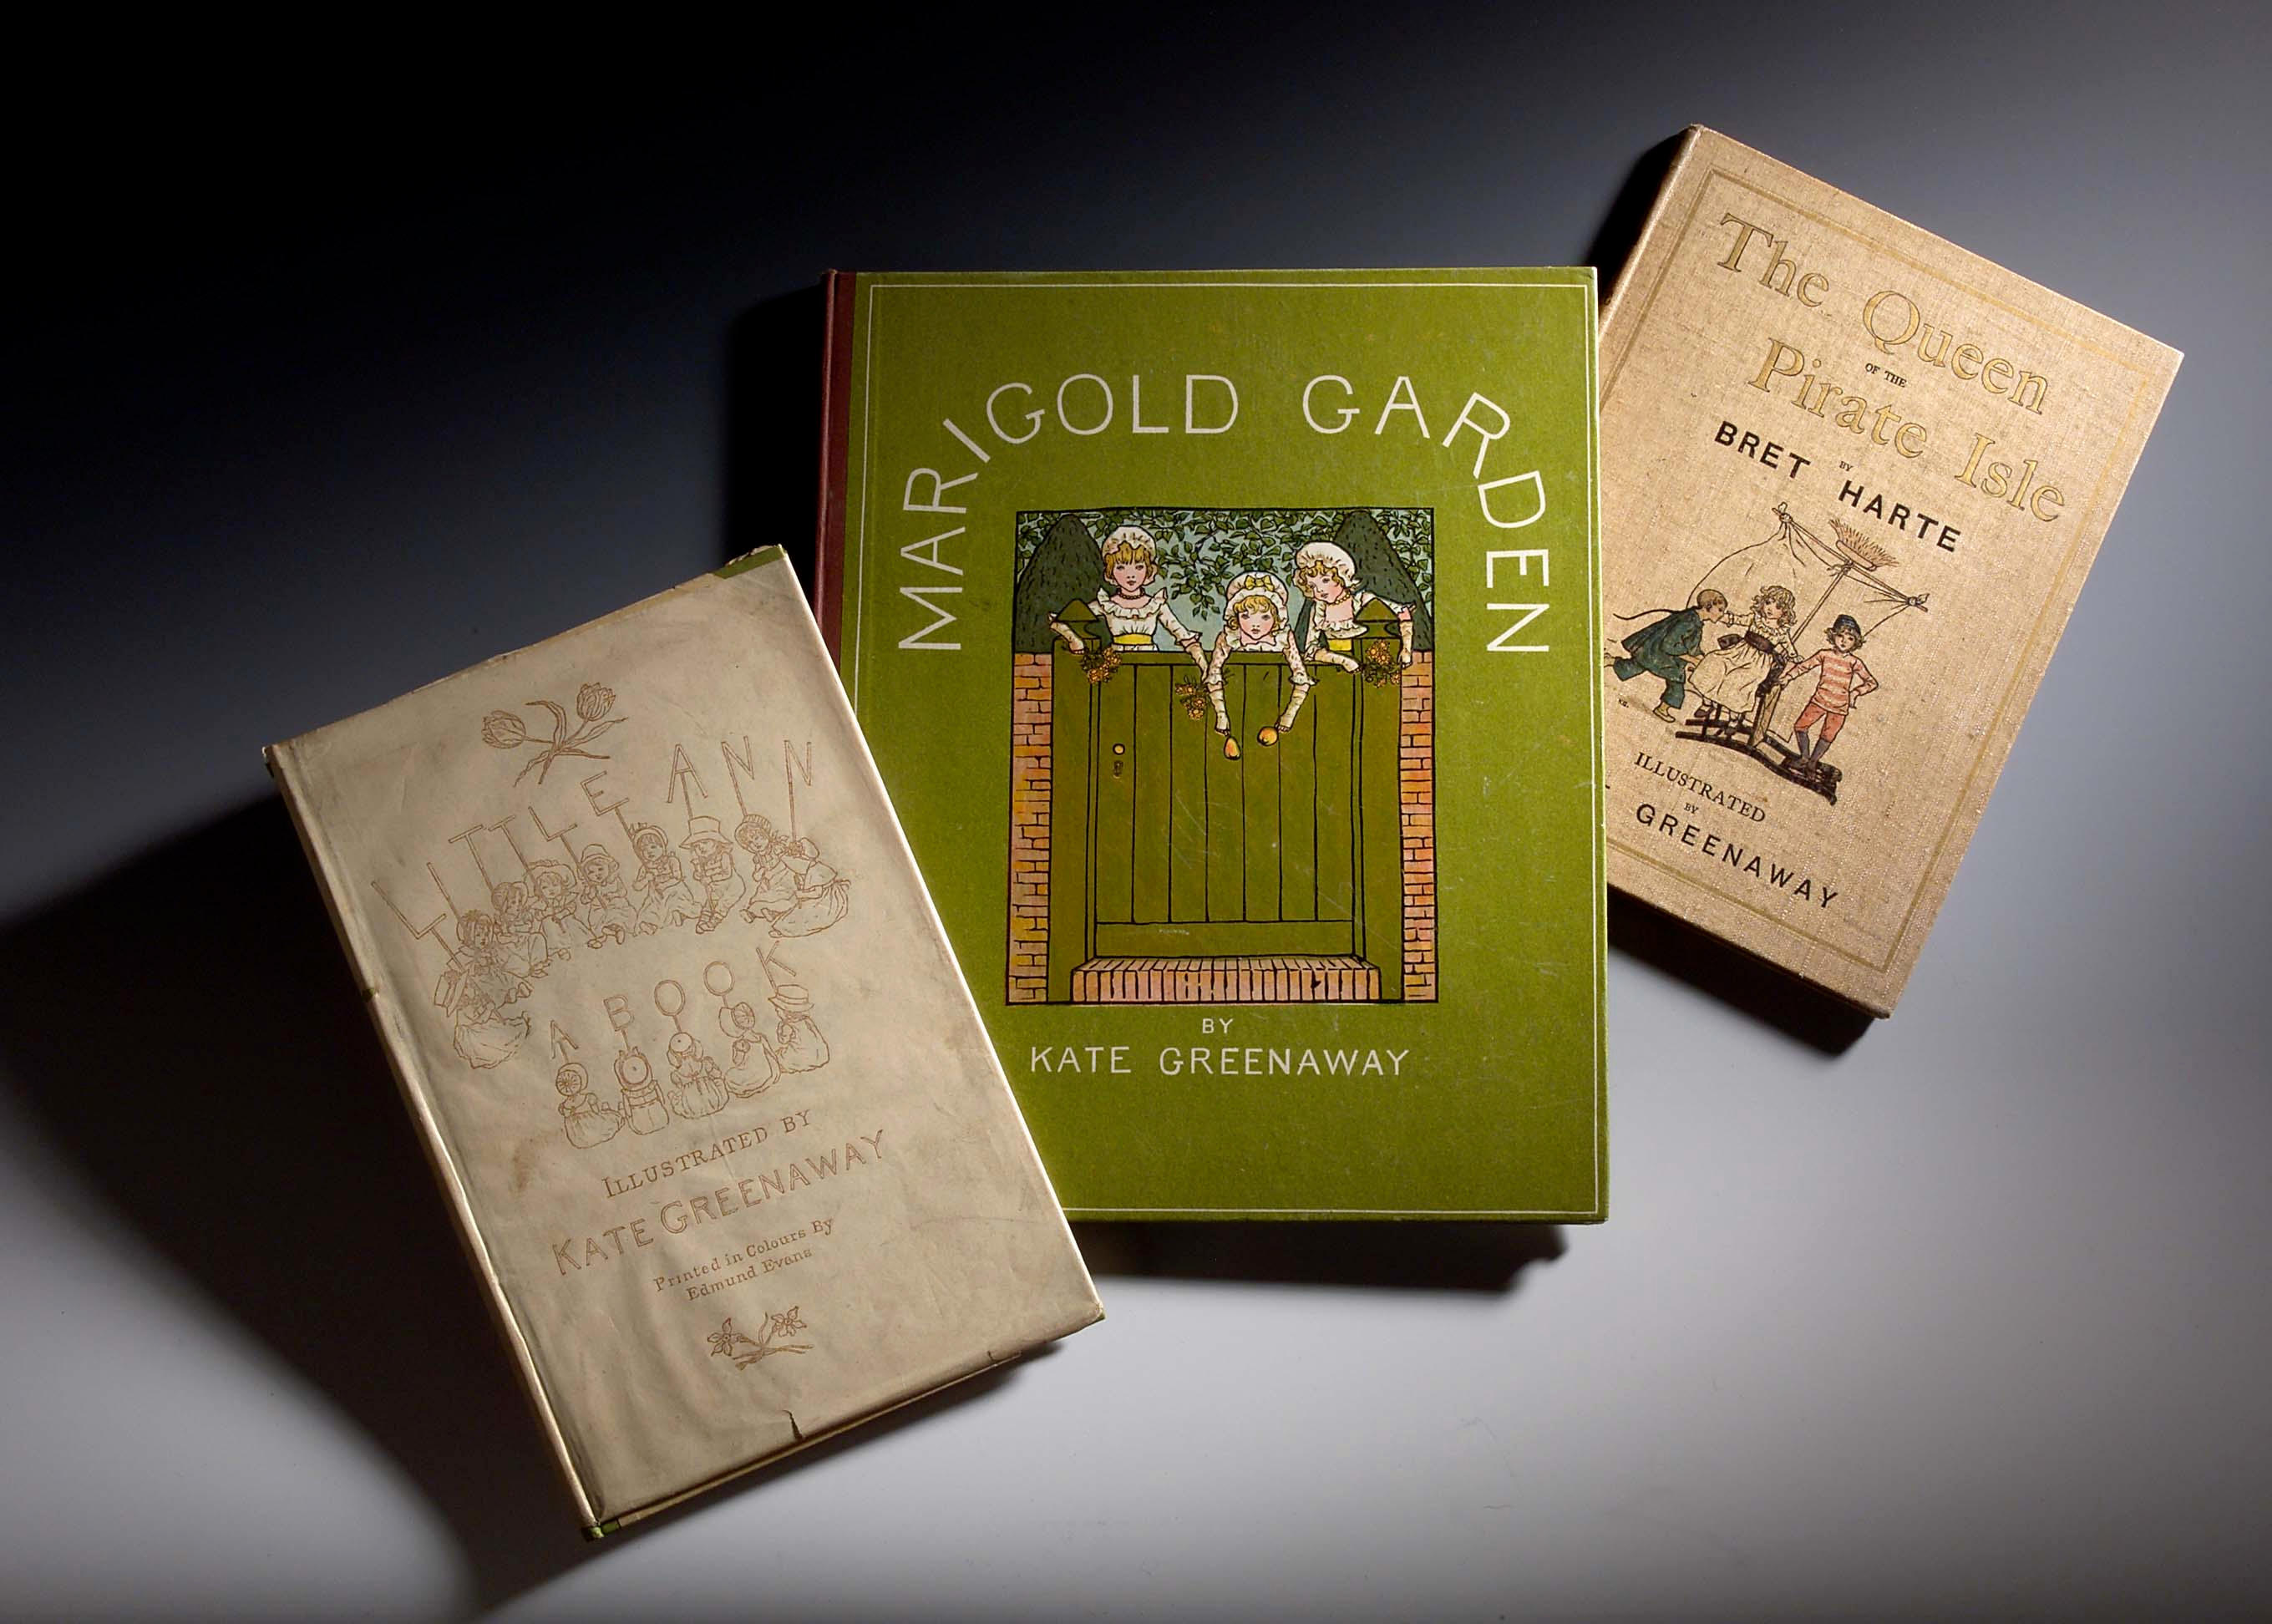 LITTLE ANN
A BOOK
ILLUSTRATED BY
KATE GREENAWAY
Printed in Colours By
Edmund Evans
MARIGOLD GARDEN
BY
KATE GREENAWAY
The Queen
OF THE
Pirate Isle
BY
BRET HARTE
ILLUSTRATED
BY
GREENAWAY